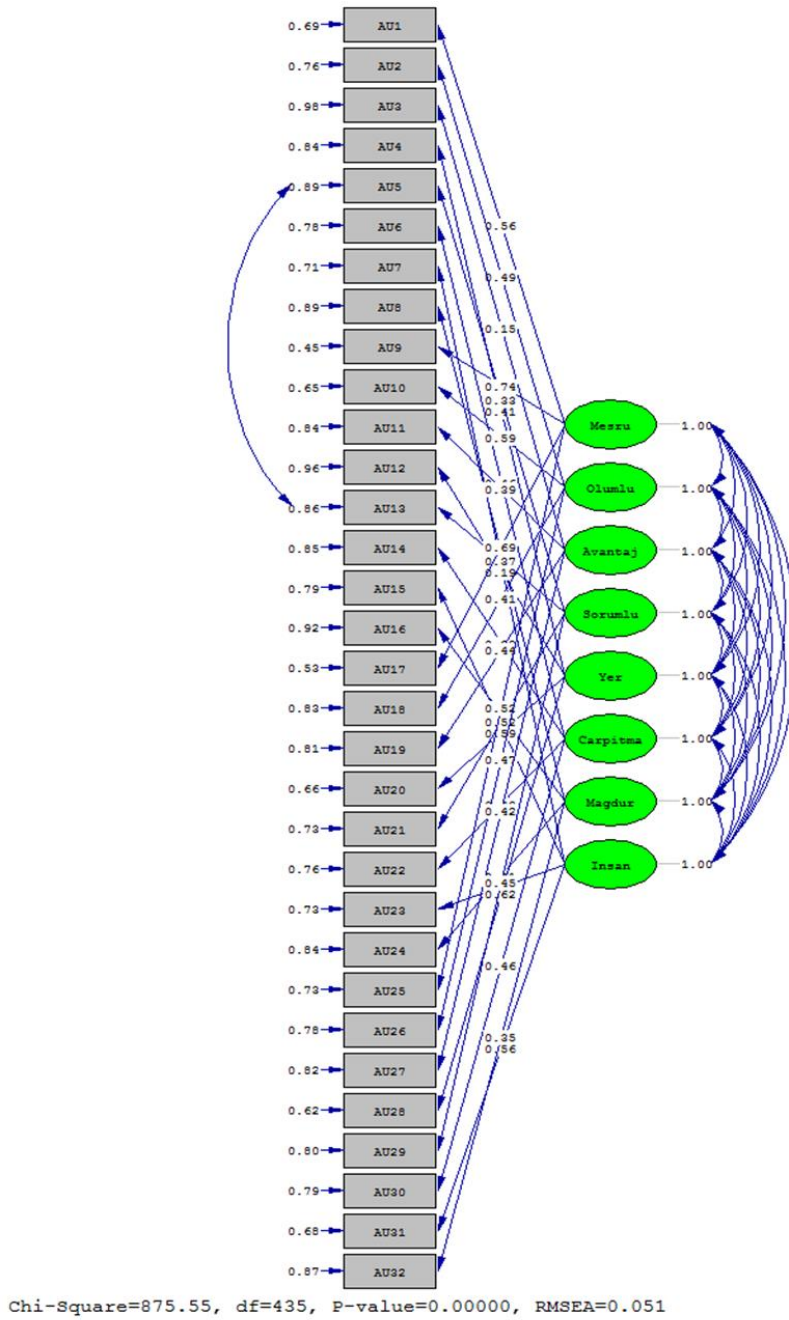 0.69 AU1
0.76 AU2
0.98 AU3
0.84 AU4
0.89 AU5
0.78 AU6
0.71 AU7
0.89 AU8
0.45 AU9
0.65 AU10
0.84 AU11
0.96 AU12
0.86 AU13
0.85 AU14
0.79 AU15
0.92 AU16
0.53 AU17
0.83 AU18
0.81 AU19
0.66 AU20
0.73 AU21
0.76 AU22
0.73 AU23
0.84 AU24
0.73 AU25
0.78 AU26
0.82 AU27
0.62 AU28
0.80 AU29
0.79 AU30
0.68 AU31
0.87 AU32
0.56
0.49
0.15
0.74
0.33
0.41
0.59
0.39
0.69
0.37
0.19
0.41
0.44
0.52
0.52
0.59
0.47
0.42
0.45
0.62
0.46
0.35
0.56
Mesru 1.00
Olumlu 1.00
Avantaj 1.00
Sorumlu 1.00
Yer 1.00
Carpitma 1.00
Magdur 1.00
Insan 1.00
Chi-Square=875.55, df=435, P-value=0.00000, RMSEA=0.051